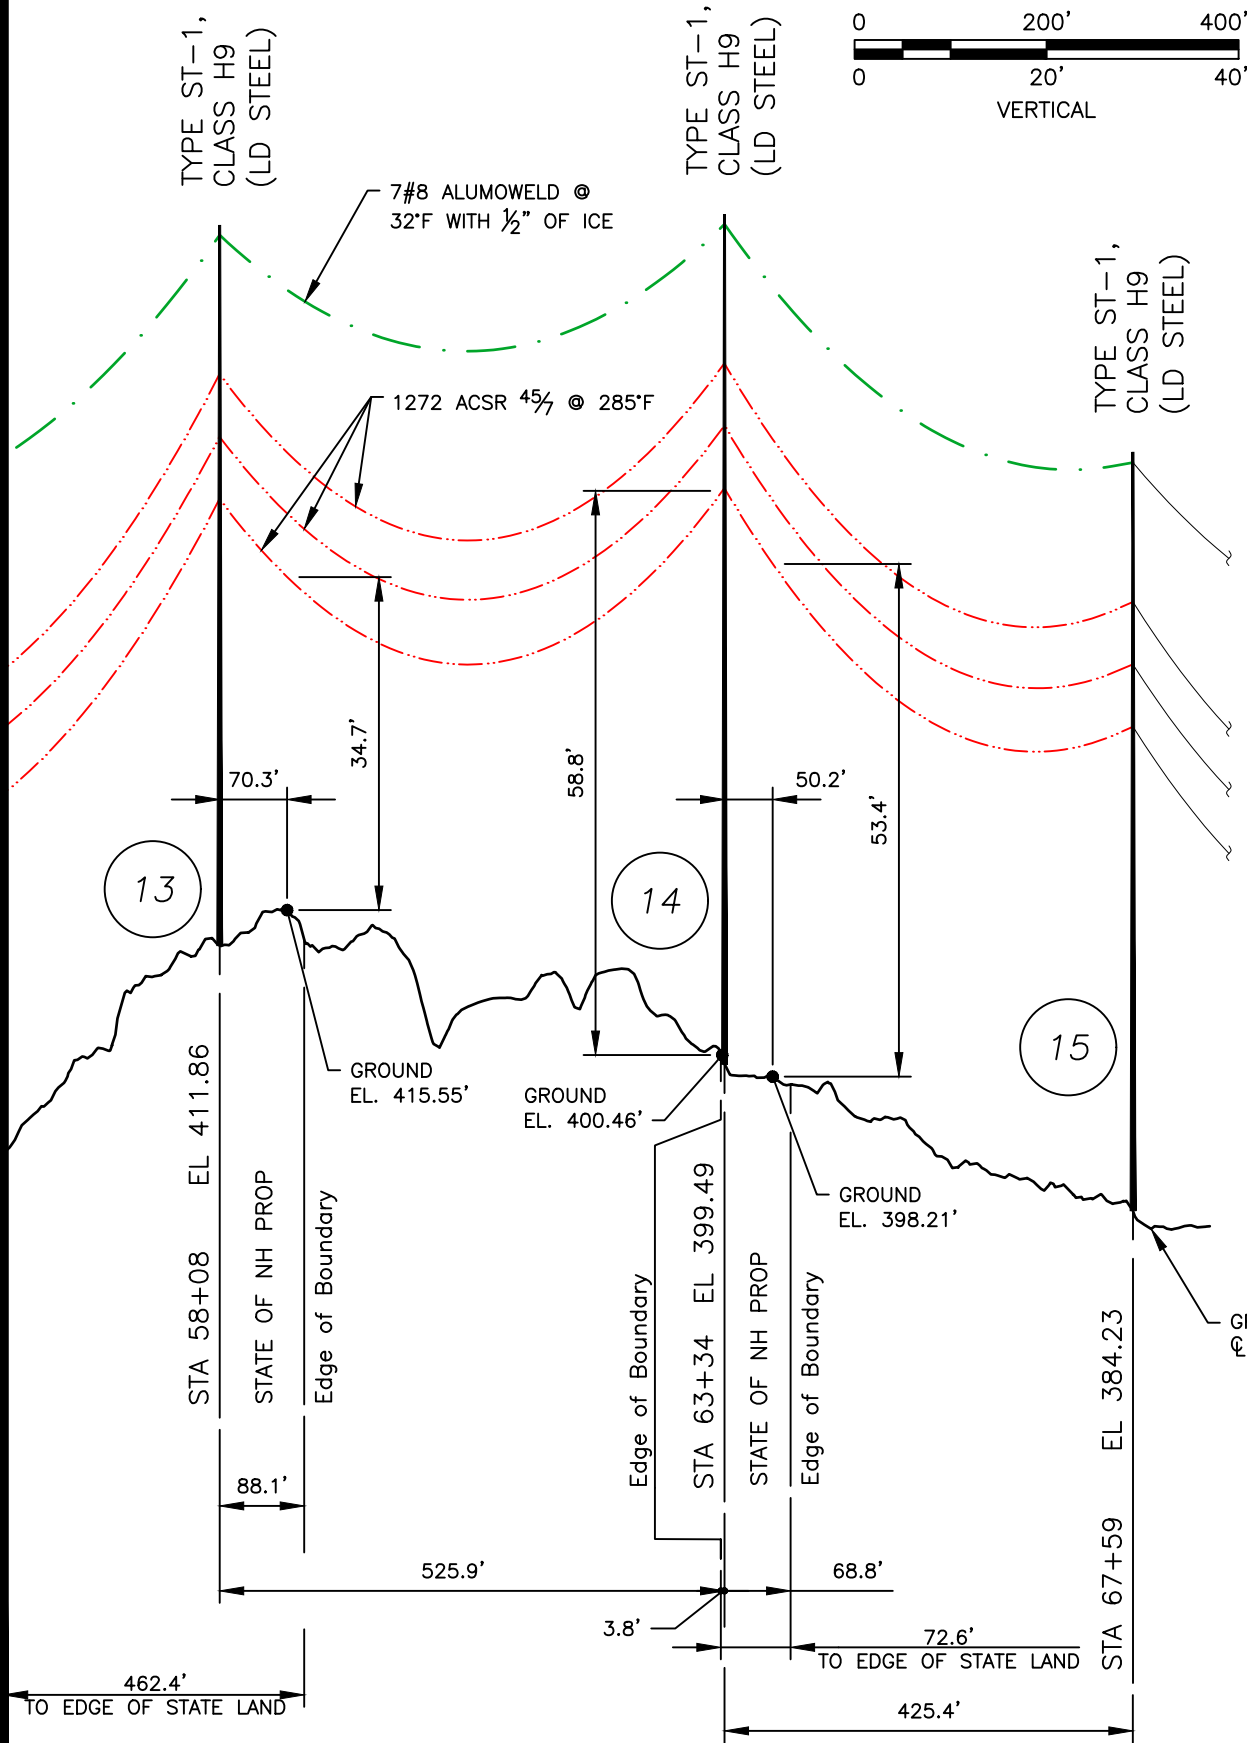 TYPE ST-1,
CLASS H9
(LD STEEL)
TYPE ST-1,
CLASS H9
(LD STEEL)
0 200' 400'
0 20' 40'
VERTICAL
7#8 ALUMOWELD @
32°F WITH ½" OF ICE
TYPE ST-1,
CLASS H9
(LD STEEL)
1272 ACSR 45/7 @ 285°F
34.7'
58.8'
53.4'
70.3'
50.2'
13
14
15
GROUND
EL. 415.55'
GROUND
EL. 400.46'
GROUND
EL. 398.21'
STA 58+08 EL 411.86
STATE OF NH PROP
Edge of Boundary
Edge of Boundary
STA 63+34 EL 399.49
STATE OF NH PROP
Edge of Boundary
STA 67+59 EL 384.23
88.1'
525.9'
68.8'
3.8'
72.6'
TO EDGE OF STATE LAND
462.4'
TO EDGE OF STATE LAND
425.4'